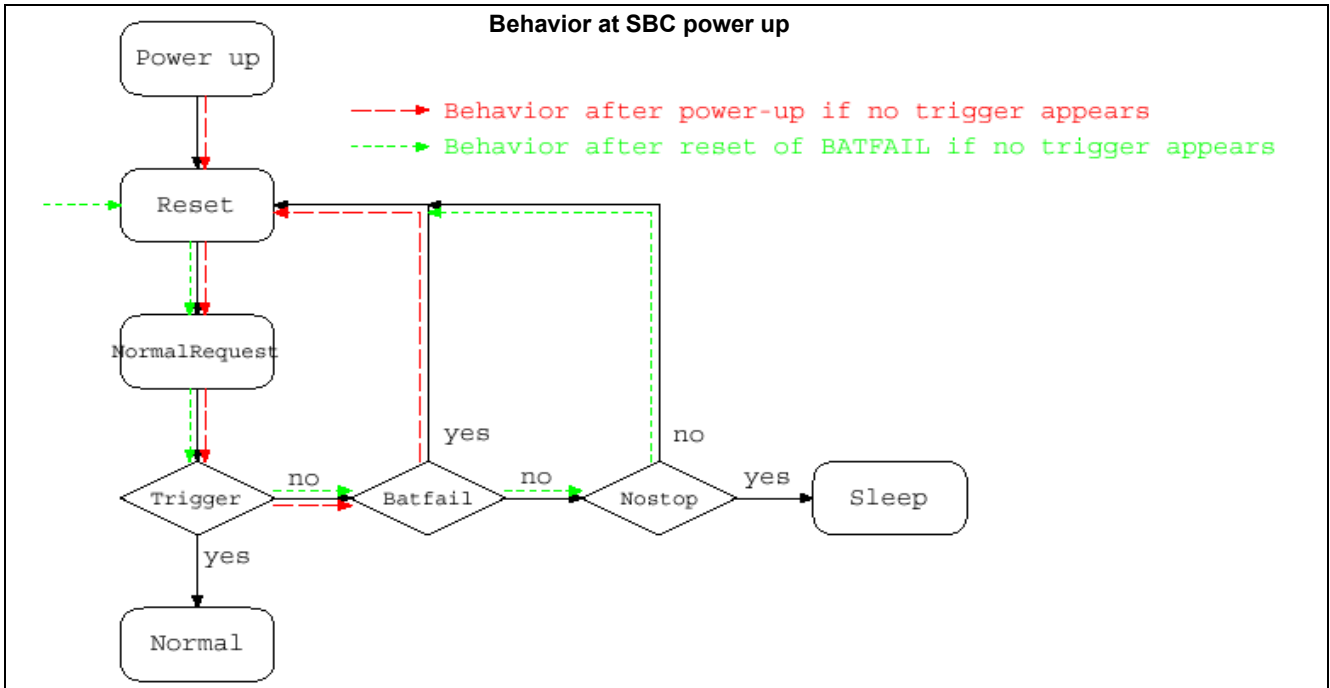 Behavior at SBC power up
Power up
Behavior after power-up if no trigger appears
Behavior after reset of BATFAIL if no trigger appears
Reset
NormalRequest
yes
no
no
no
yes
Trigger
Batfail
Nostop
Sleep
yes
Normal